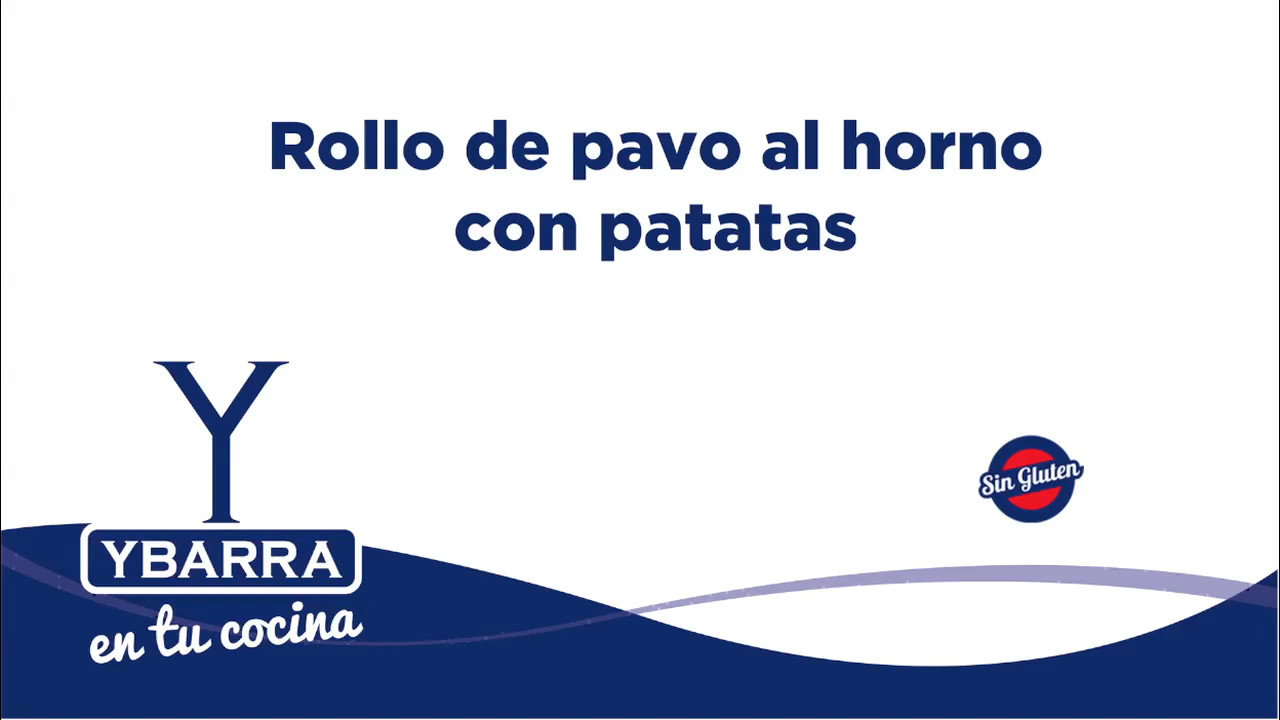 Rollo de pavo al horno
con patatas
Y
Sin Gluten
YBARRA
en tu cocina